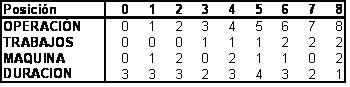 Posición 0 1 2 3 4 5 6 7 8
OPERACIÓN 0 1 2 3 4 5 6 7 8
TRABAJOS 0 0 0 1 1 1 2 2 2
MAQUINA 0 1 2 0 2 1 1 0 2
DURACION 3 3 3 2 3 4 3 2 1